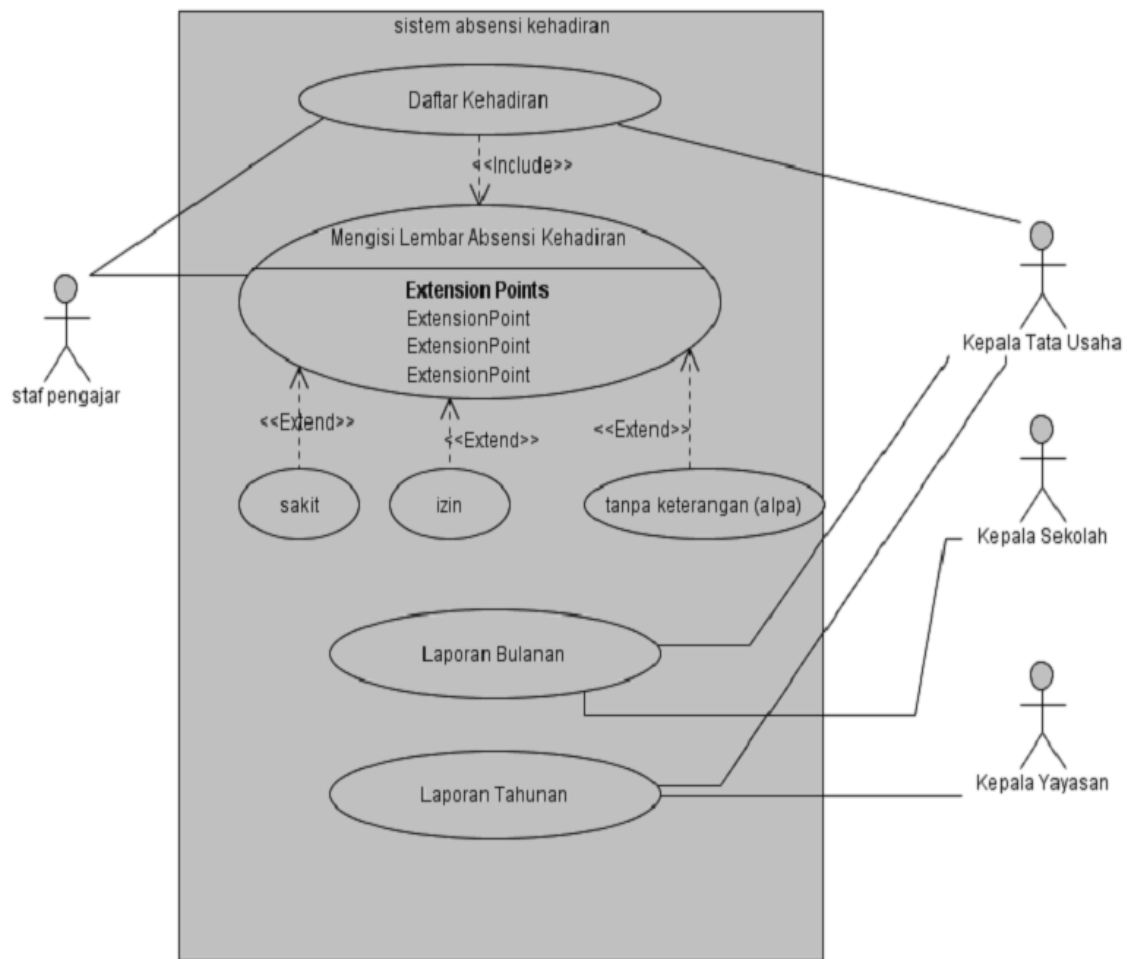 sistem absensi kehadiran
Daftar Kehadiran
<<Include>>
Mengisi Lembar Absensi Kehadiran
Extension Points
ExtensionPoint
ExtensionPoint
ExtensionPoint
staf pengajar
Kepala Tata Usaha
<<Extend>>
<<Extend>>
<<Extend>>
sakit
izin
tanpa keterangan (alpa)
Kepala Sekolah
Laporan Bulanan
Laporan Tahunan
Kepala Yayasan